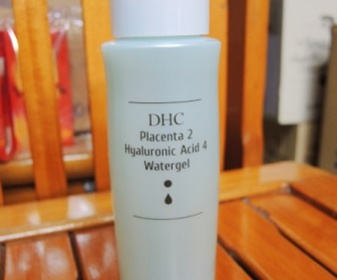 DHC
Placenta 2
Hyaluronic Acid 4
Watergel